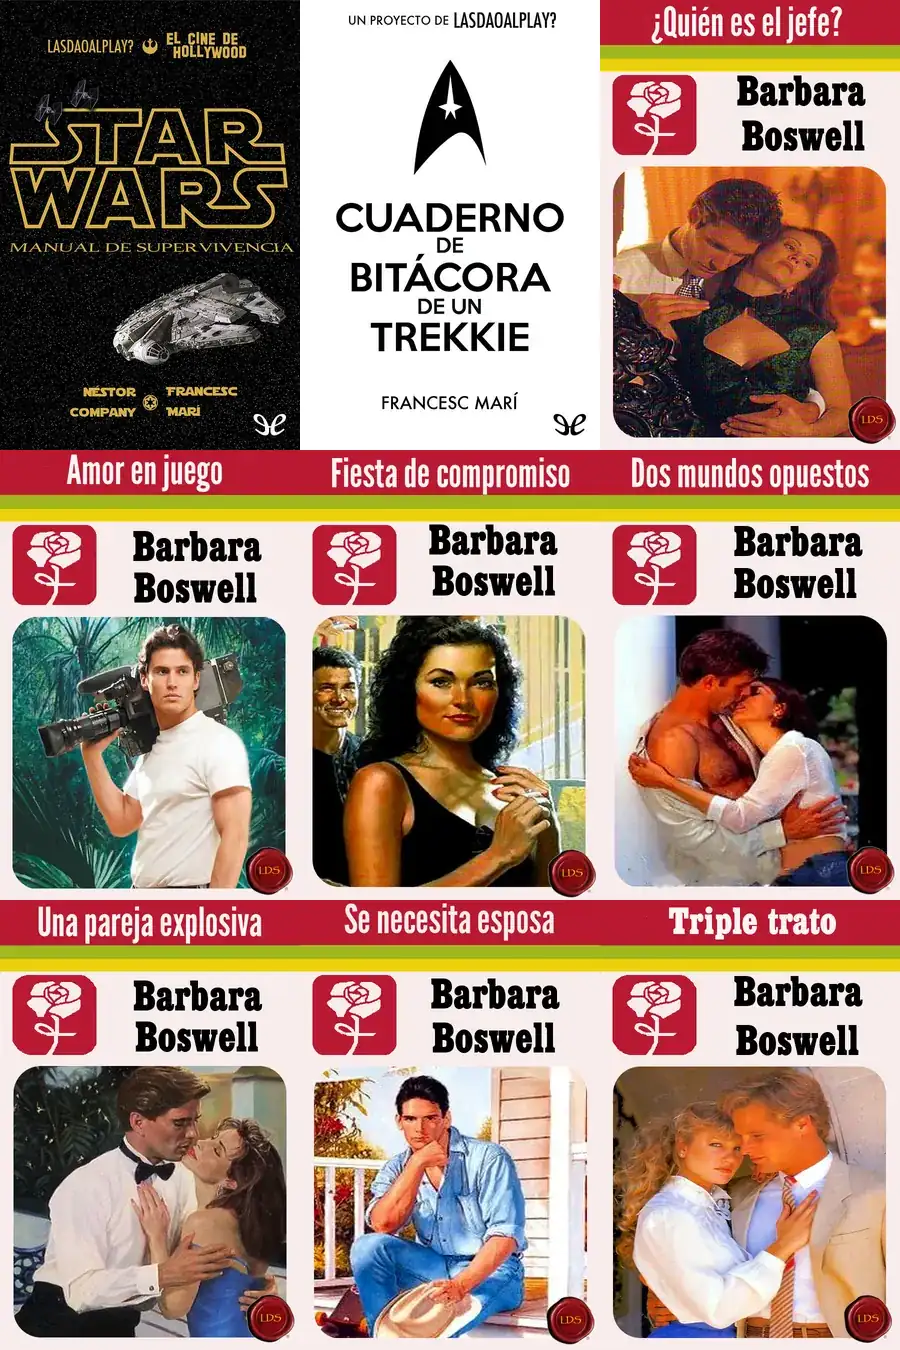 LASDAOALPLAY?
EL CINE DE
HOLLYWOOD
STAR
WARS
MANUAL DE SUPERVIVENCIA
NÉSTOR
COMPANY
FRANCESC
MARÍ
UN PROYECTO DE LASDAOALPLAY?
CUADERNO
DE
BITÁCORA
DE UN
TREKKIE
FRANCESC MARÍ
¿Quién es el jefe?
Barbara
Boswell
LDS
Amor en juego
Barbara
Boswell
LDS
Fiesta de compromiso
Barbara
Boswell
LDS
Dos mundos opuestos
Barbara
Boswell
LDS
Una pareja explosiva
Barbara
Boswell
LDS
Se necesita esposa
Barbara
Boswell
LDS
Triple trato
Barbara
Boswell
LDS